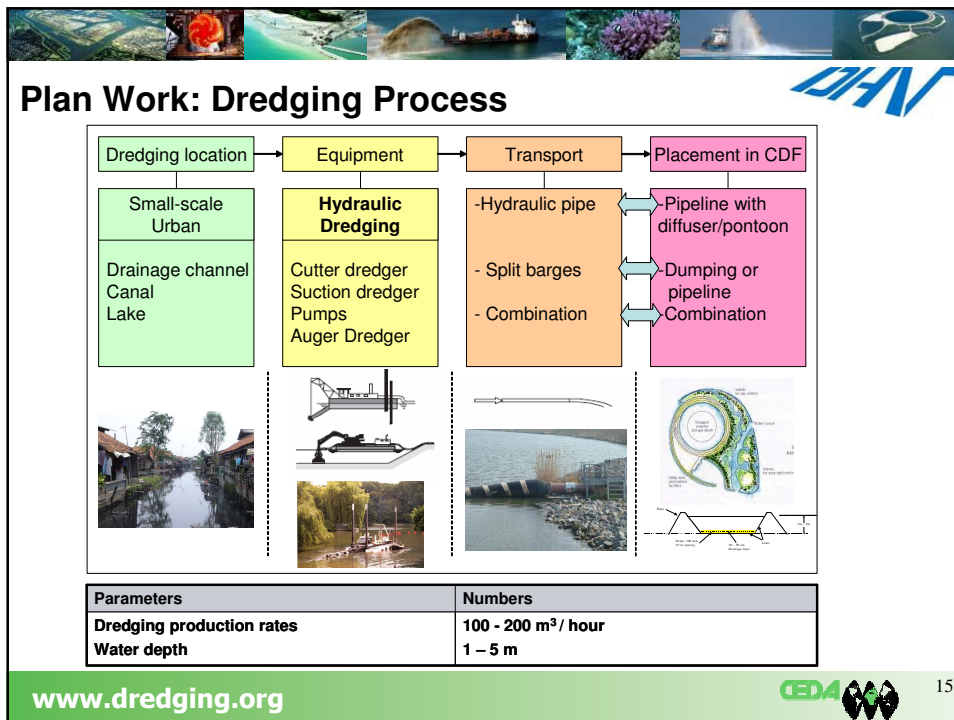 DHV
Plan Work: Dredging Process
Dredging location
Equipment
Transport
Placement in CDF
Small-scale
Urban
Drainage channel
Canal
Lake
Hydraulic
Dredging
Cutter dredger
Suction dredger
Pumps
Auger Dredger
-Hydraulic pipe
- Split barges
- Combination
-Pipeline with
diffuser/pontoon
-Dumping or
pipeline
-Combination
Parameters
Numbers
Dredging production rates
100 - 200 m³ / hour
Water depth
1 – 5 m
www.dredging.org
CEDA
15